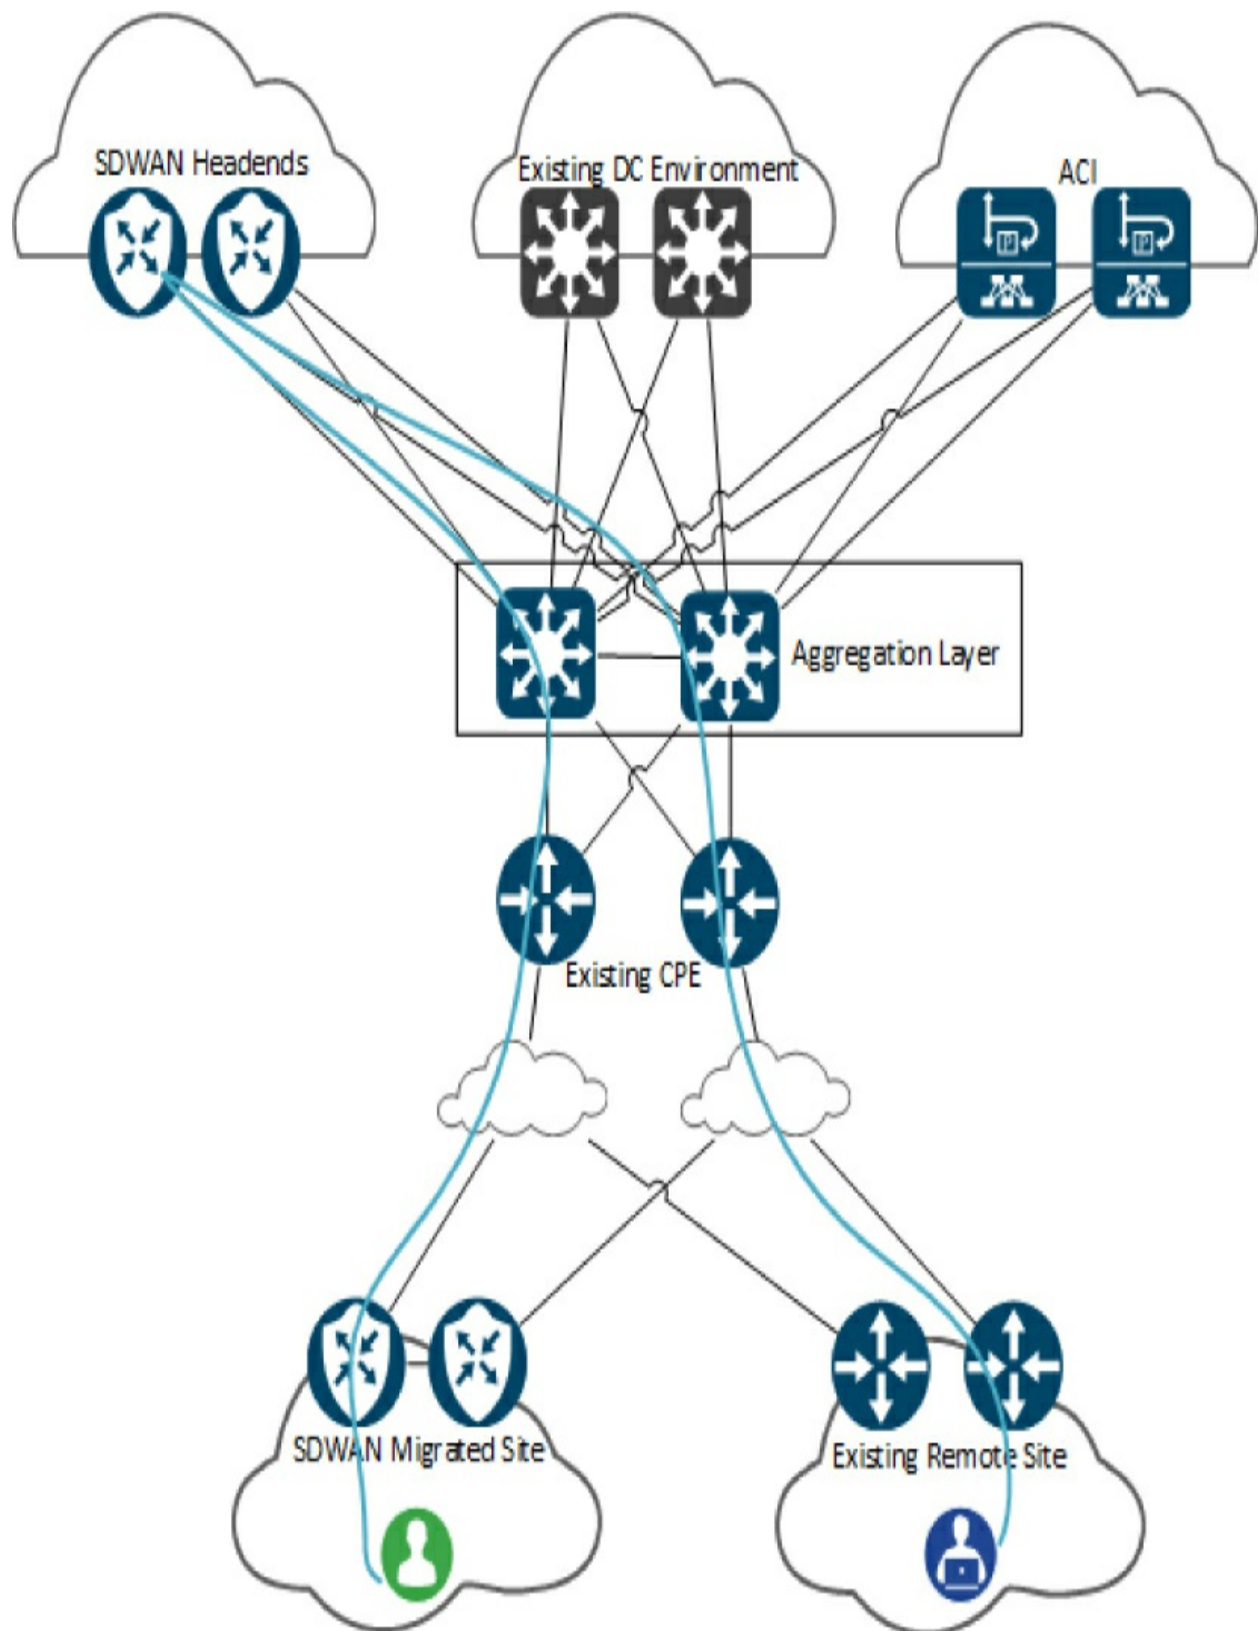 SDWAN Headends
Existing DC Environment
ACI
P
P
Aggregation Layer
Existing CPE
SDWAN Migrated Site
Existing Remote Site